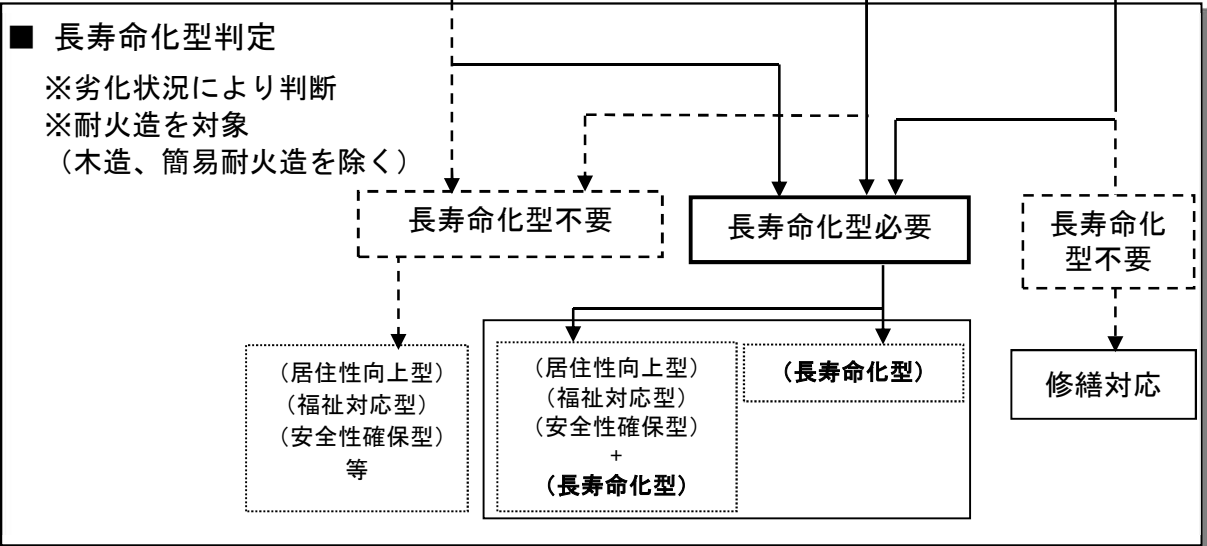 ■ 長寿命化型判定
※劣化状況により判断
※耐火造を対象
（木造、簡易耐火造を除く）
長寿命化型不要
長寿命化型必要
長寿命化
型不要
（居住性向上型）
（福祉対応型）
（安全性確保型）
等
（居住性向上型）
（福祉対応型）
（安全性確保型）
+
（長寿命化型）
（長寿命化型）
修繕対応